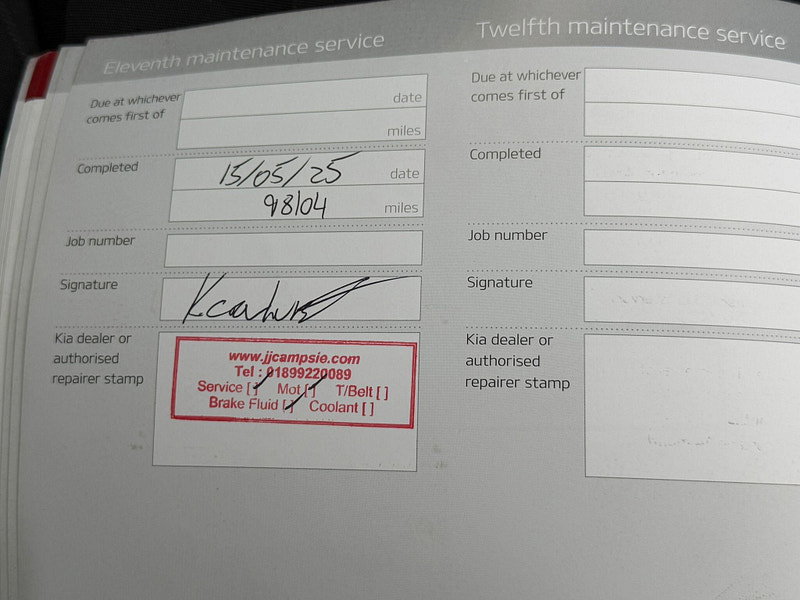 Eleventh maintenance service
Due at whichever
comes first of
date
miles
Completed
15/05/25 date
98104 miles
Job number
Signature
Kia dealer or
authorised
repairer stamp
www.jjcampsie.com
Tel : 01899220089
Service [✓] Mot [✓] T/Belt [ ]
Brake Fluid [✓] Coolant [ ]
Twelfth maintenance service
Due at whichever
comes first of
Completed
Job number
Signature
Kia dealer or
authorised
repairer stamp